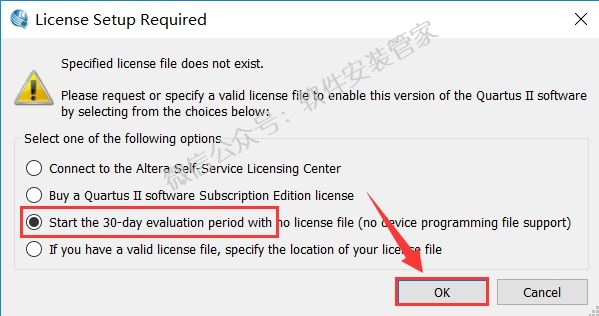 License Setup Required
Specified license file does not exist.
Please request or specify a valid license file to enable this version of the Quartus II software
by selecting from the choices below:
Select one of the following options
Connect to the Altera Self-Service Licensing Center
Buy a Quartus II software Subscription Edition license
Start the 30-day evaluation period with no license file (no device programming file support)
If you have a valid license file, specify the location of your license file
OK
Cancel
微信公众号：软件安装管家